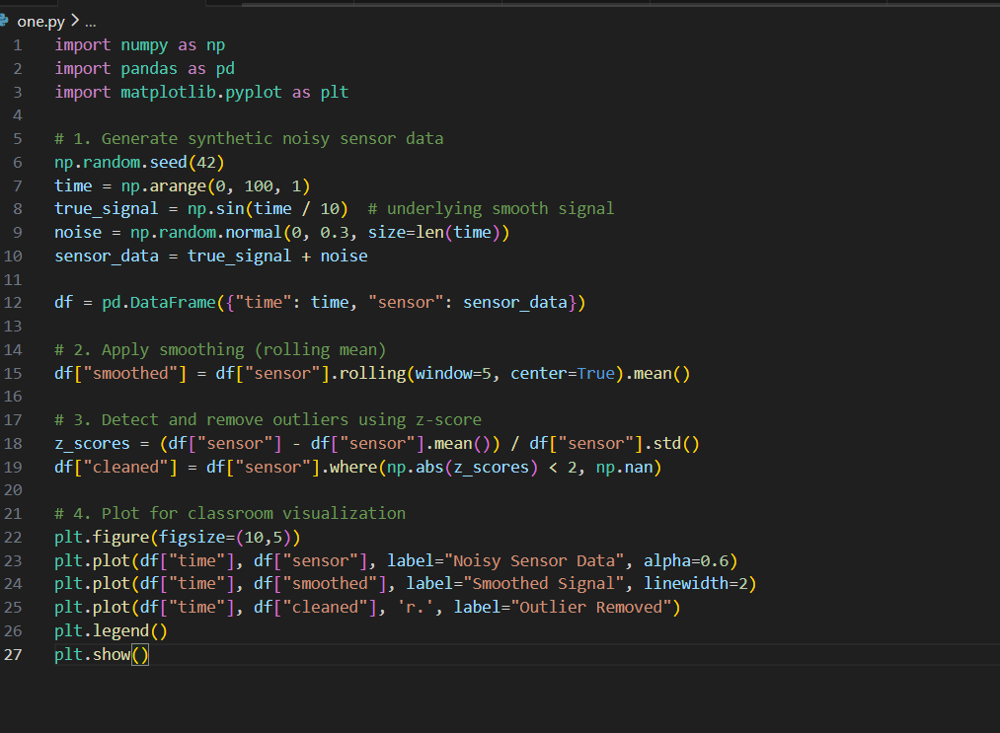 one.py > ...
1 import numpy as np
2 import pandas as pd
3 import matplotlib.pyplot as plt
4
5 # 1. Generate synthetic noisy sensor data
6 np.random.seed(42)
7 time = np.arange(0, 100, 1)
8 true_signal = np.sin(time / 10)  # underlying smooth signal
9 noise = np.random.normal(0, 0.3, size=len(time))
10 sensor_data = true_signal + noise
11
12 df = pd.DataFrame({"time": time, "sensor": sensor_data})
13
14 # 2. Apply smoothing (rolling mean)
15 df["smoothed"] = df["sensor"].rolling(window=5, center=True).mean()
16
17 # 3. Detect and remove outliers using z-score
18 z_scores = (df["sensor"] - df["sensor"].mean()) / df["sensor"].std()
19 df["cleaned"] = df["sensor"].where(np.abs(z_scores) < 2, np.nan)
20
21 # 4. Plot for classroom visualization
22 plt.figure(figsize=(10,5))
23 plt.plot(df["time"], df["sensor"], label="Noisy Sensor Data", alpha=0.6)
24 plt.plot(df["time"], df["smoothed"], label="Smoothed Signal", linewidth=2)
25 plt.plot(df["time"], df["cleaned"], 'r.', label="Outlier Removed")
26 plt.legend()
27 plt.show()